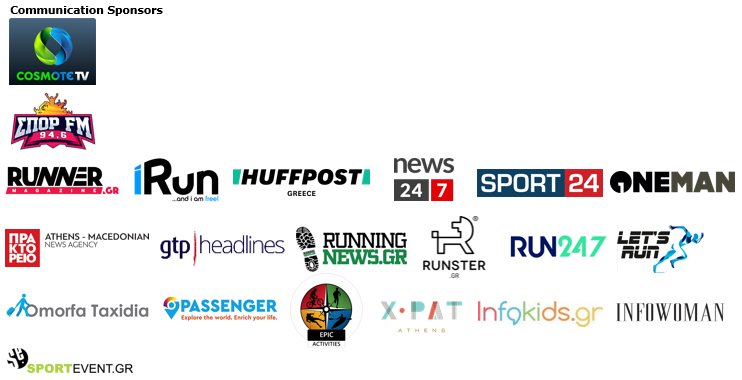 Communication Sponsors
COSMOTE TV
ΣΠΟΡ FM
94,6
RUNNER
MAGAZINE.GR
iRun
...and i am free!
HUFFPOST
GREECE
news
24 7
SPORT 24
ONEMAN
ΠΡΑ
ΚΤΟ
ΡΕΙΟ
ATHENS - MACEDONIAN
NEWS AGENCY
gtp headlines
RUNNING
NEWS.GR
®
RUNSTER
.GR
RUN247
LET'S
RUN
Omorfa Taxidia
PASSENGER
Explore the world. Enrich your life.
EPIC
ACTIVITIES
X·PAT
ATHENS
Infokids.gr
INFOWOMAN
SPORTEVENT.GR